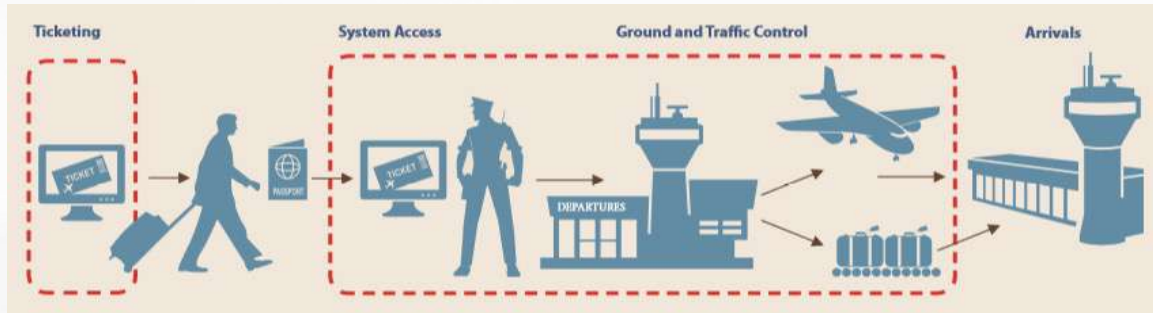 Ticketing
System Access
Ground and Traffic Control
Arrivals
TICKET
PASSPORT
TICKET
DEPARTURES